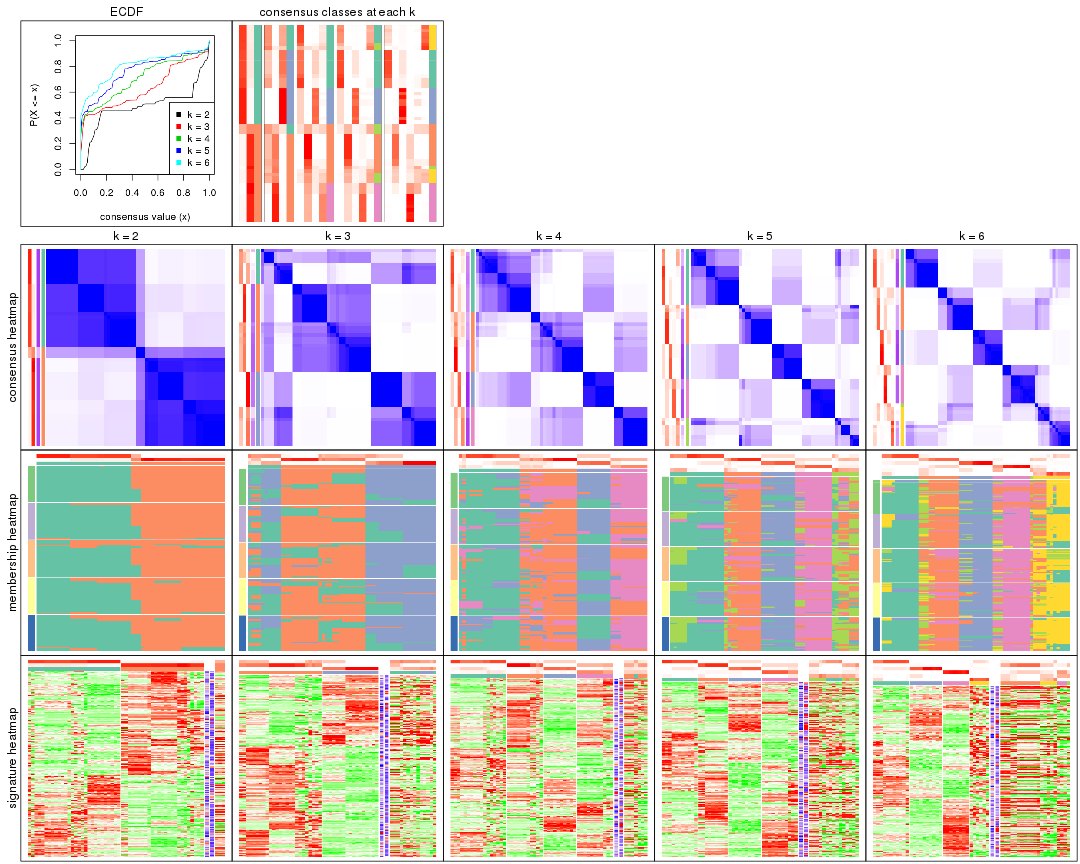 ECDF
consensus classes at each k
P(X <= x)
1.0
0.8
0.6
0.4
0.2
0.0
k = 2
k = 3
k = 4
k = 5
k = 6
0.0 0.2 0.4 0.6 0.8 1.0
consensus value (x)
k = 2
k = 3
k = 4
k = 5
k = 6
consensus heatmap
membership heatmap
signature heatmap